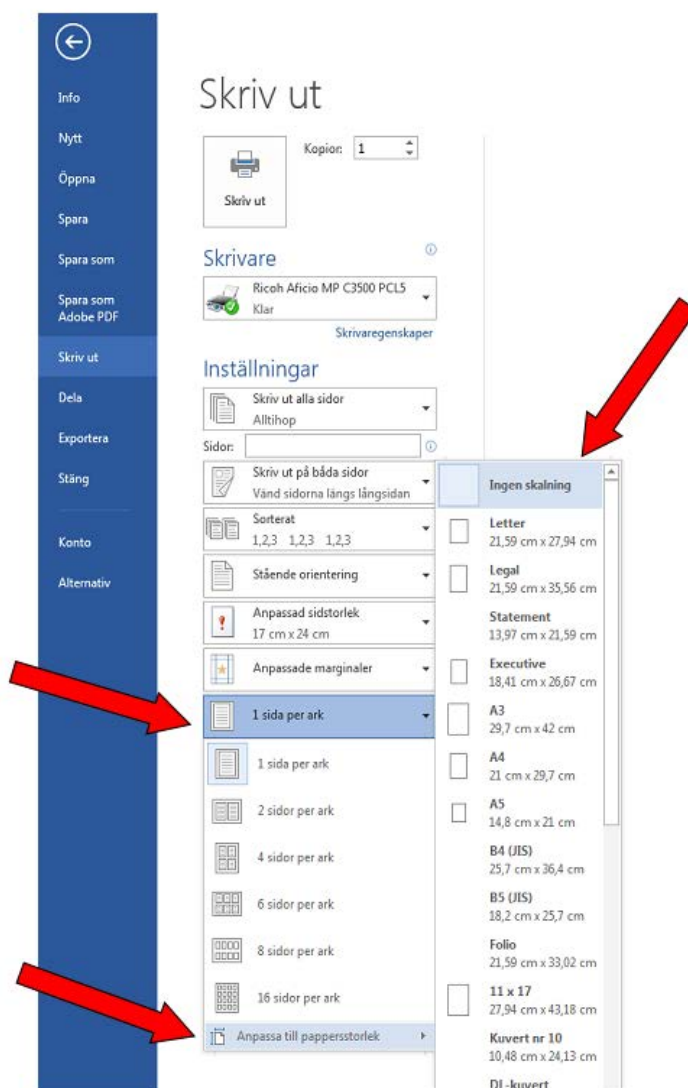 Info
Nytt
Öppna
Spara
Spara som
Spara som
Adobe PDF
Skriv ut
Dela
Exportera
Stäng
Konto
Alternativ
Skriv ut
Kopior: 1
Skriv ut
Skrivare
Ricoh Aficio MP C3500 PCL5
Klar
Skrivaregenskaper
Inställningar
Skriv ut alla sidor
Alltihop
Sidor:
Skriv ut på båda sidor
Vänd sidorna längs långsidan
Sorterat
1,2,3 1,2,3 1,2,3
Stående orientering
Anpassad sidstorlek
17 cm x 24 cm
Anpassade marginaler
1 sida per ark
1 sida per ark
2 sidor per ark
4 sidor per ark
6 sidor per ark
8 sidor per ark
16 sidor per ark
Anpassa till pappersstorlek
Ingen skalning
Letter
21,59 cm x 27,94 cm
Legal
21,59 cm x 35,56 cm
Statement
13,97 cm x 21,59 cm
Executive
18,41 cm x 26,67 cm
A3
29,7 cm x 42 cm
A4
21 cm x 29,7 cm
A5
14,8 cm x 21 cm
B4 (JIS)
25,7 cm x 36,4 cm
B5 (JIS)
18,2 cm x 25,7 cm
Folio
21,59 cm x 33,02 cm
11 x 17
27,94 cm x 43,18 cm
Kuvert nr 10
10,48 cm x 24,13 cm
DL-kuvert